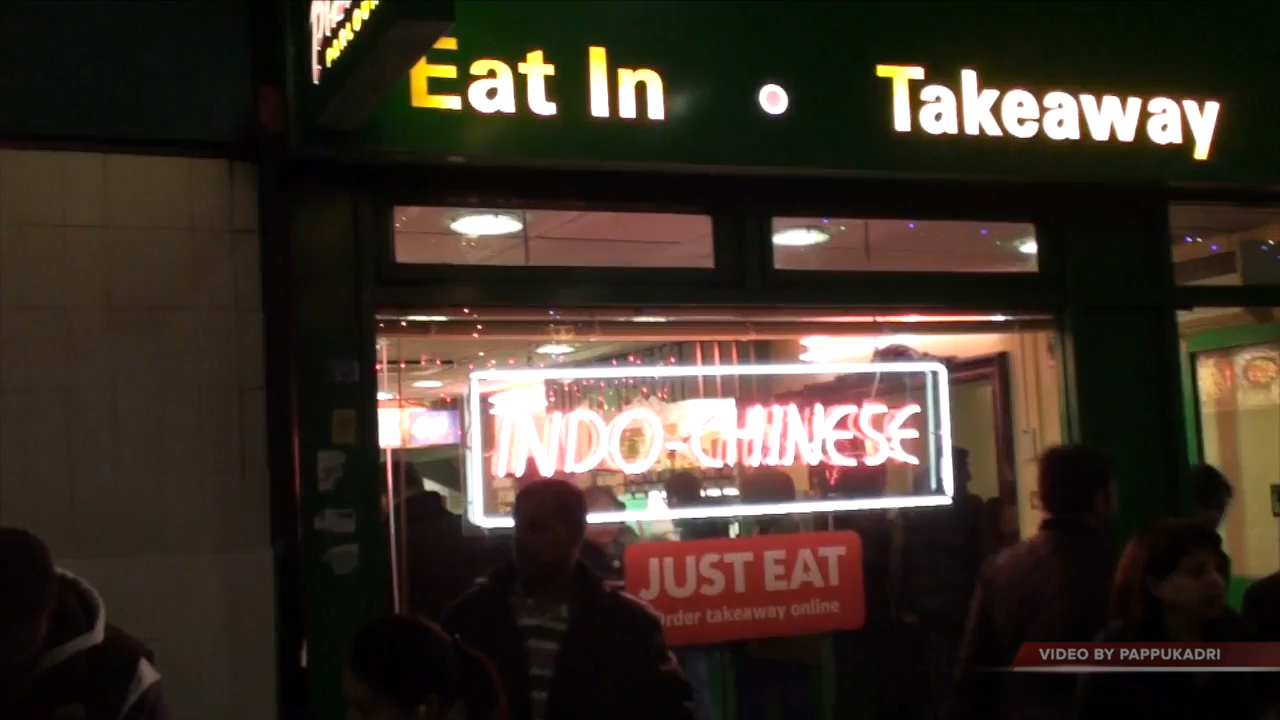 Eat In • Takeaway
INDO-CHINESE
JUST EAT
Order takeaway online
VIDEO BY PAPPUKADRI